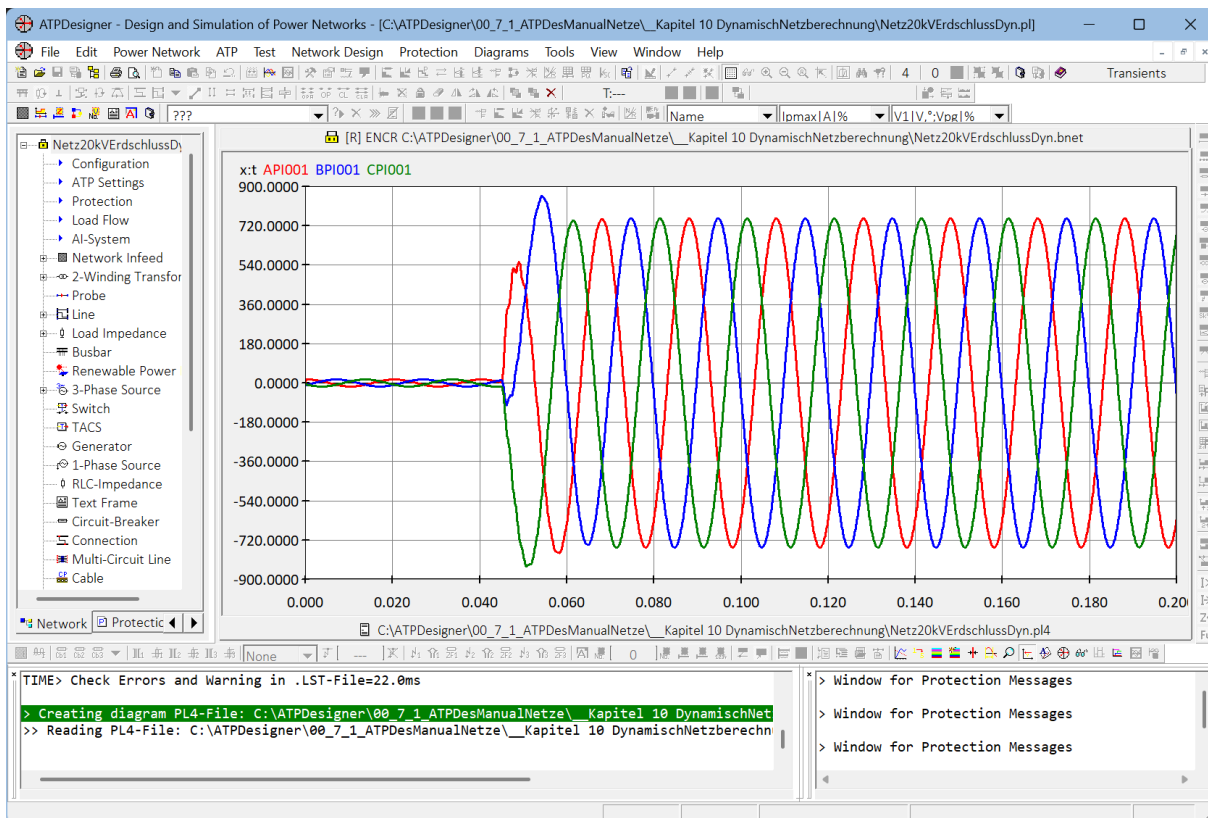 ATPDesigner - Design and Simulation of Power Networks - [C:\ATPDesigner\00_7_1_ATPDesManualNetze\__Kapitel 10 DynamischNetzberechnung\Netz20kVErdschlussDyn.pl]
File Edit Power Network ATP Test Network Design Protection Diagrams Tools View Window Help
4 0 Transients
T:---
??? Name Ipmax|A|% V1|V,°;Vpg|%
[R] ENCR C:\ATPDesigner\00_7_1_ATPDesManualNetze\__Kapitel 10 DynamischNetzberechnung\Netz20kVErdschlussDyn.bnet
Netz20kVErdschlussDy
Configuration
ATP Settings
Protection
Load Flow
AI-System
Network Infeed
2-Winding Transfor
Probe
Line
Load Impedance
Busbar
Renewable Power
3-Phase Source
Switch
TACS
Generator
1-Phase Source
RLC-Impedance
Text Frame
Circuit-Breaker
Connection
Multi-Circuit Line
Cable
Network Protectic
x:t API001 BPI001 CPI001
900.0000
720.0000
540.0000
360.0000
180.0000
0.0000
-180.0000
-360.0000
-540.0000
-720.0000
-900.0000
0.000 0.020 0.040 0.060 0.080 0.100 0.120 0.140 0.160 0.180 0.20
C:\ATPDesigner\00_7_1_ATPDesManualNetze\__Kapitel 10 DynamischNetzberechnung\Netz20kVErdschlussDyn.pl4
None 0
TIME> Check Errors and Warning in .LST-File=22.0ms
> Creating diagram PL4-File: C:\ATPDesigner\00_7_1_ATPDesManualNetze\__Kapitel 10 DynamischNet
>> Reading PL4-File: C:\ATPDesigner\00_7_1_ATPDesManualNetze\__Kapitel 10 DynamischNetzberechn
> Window for Protection Messages
> Window for Protection Messages
> Window for Protection Messages